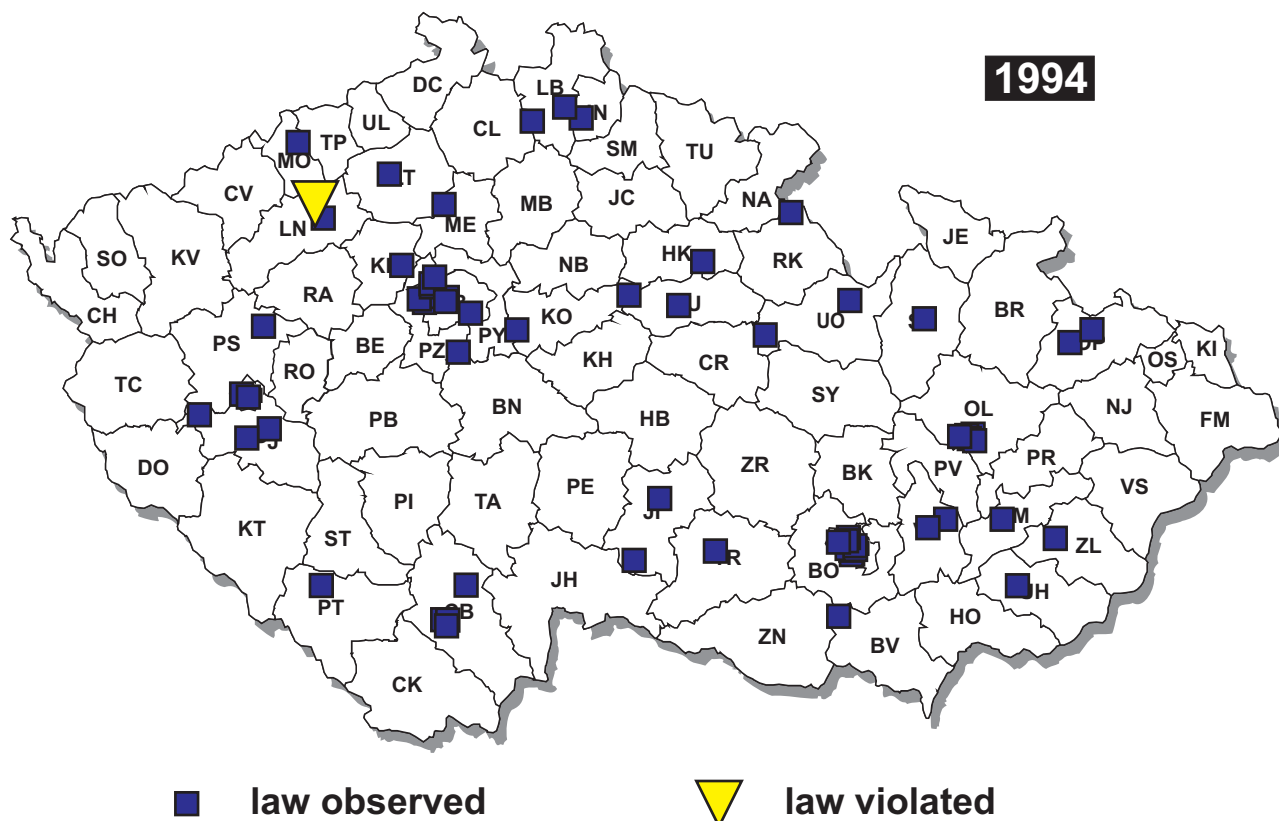 1994
DC
LB
UL
CL
TP
MO
SM
TU
CV
MB
JC
NA
ME
LN
JE
SO
KV
HK
NB
RK
RA
CH
KO
UO
BR
PS
BE
PY
PZ
KI
OS
RO
KH
CR
TC
SY
NJ
PB
BN
HB
OL
FM
DO
ZR
BK
PV
PR
VS
PI
TA
PE
KT
ST
JH
BO
ZL
PT
ZN
BV
HO
CK
law observed
law violated